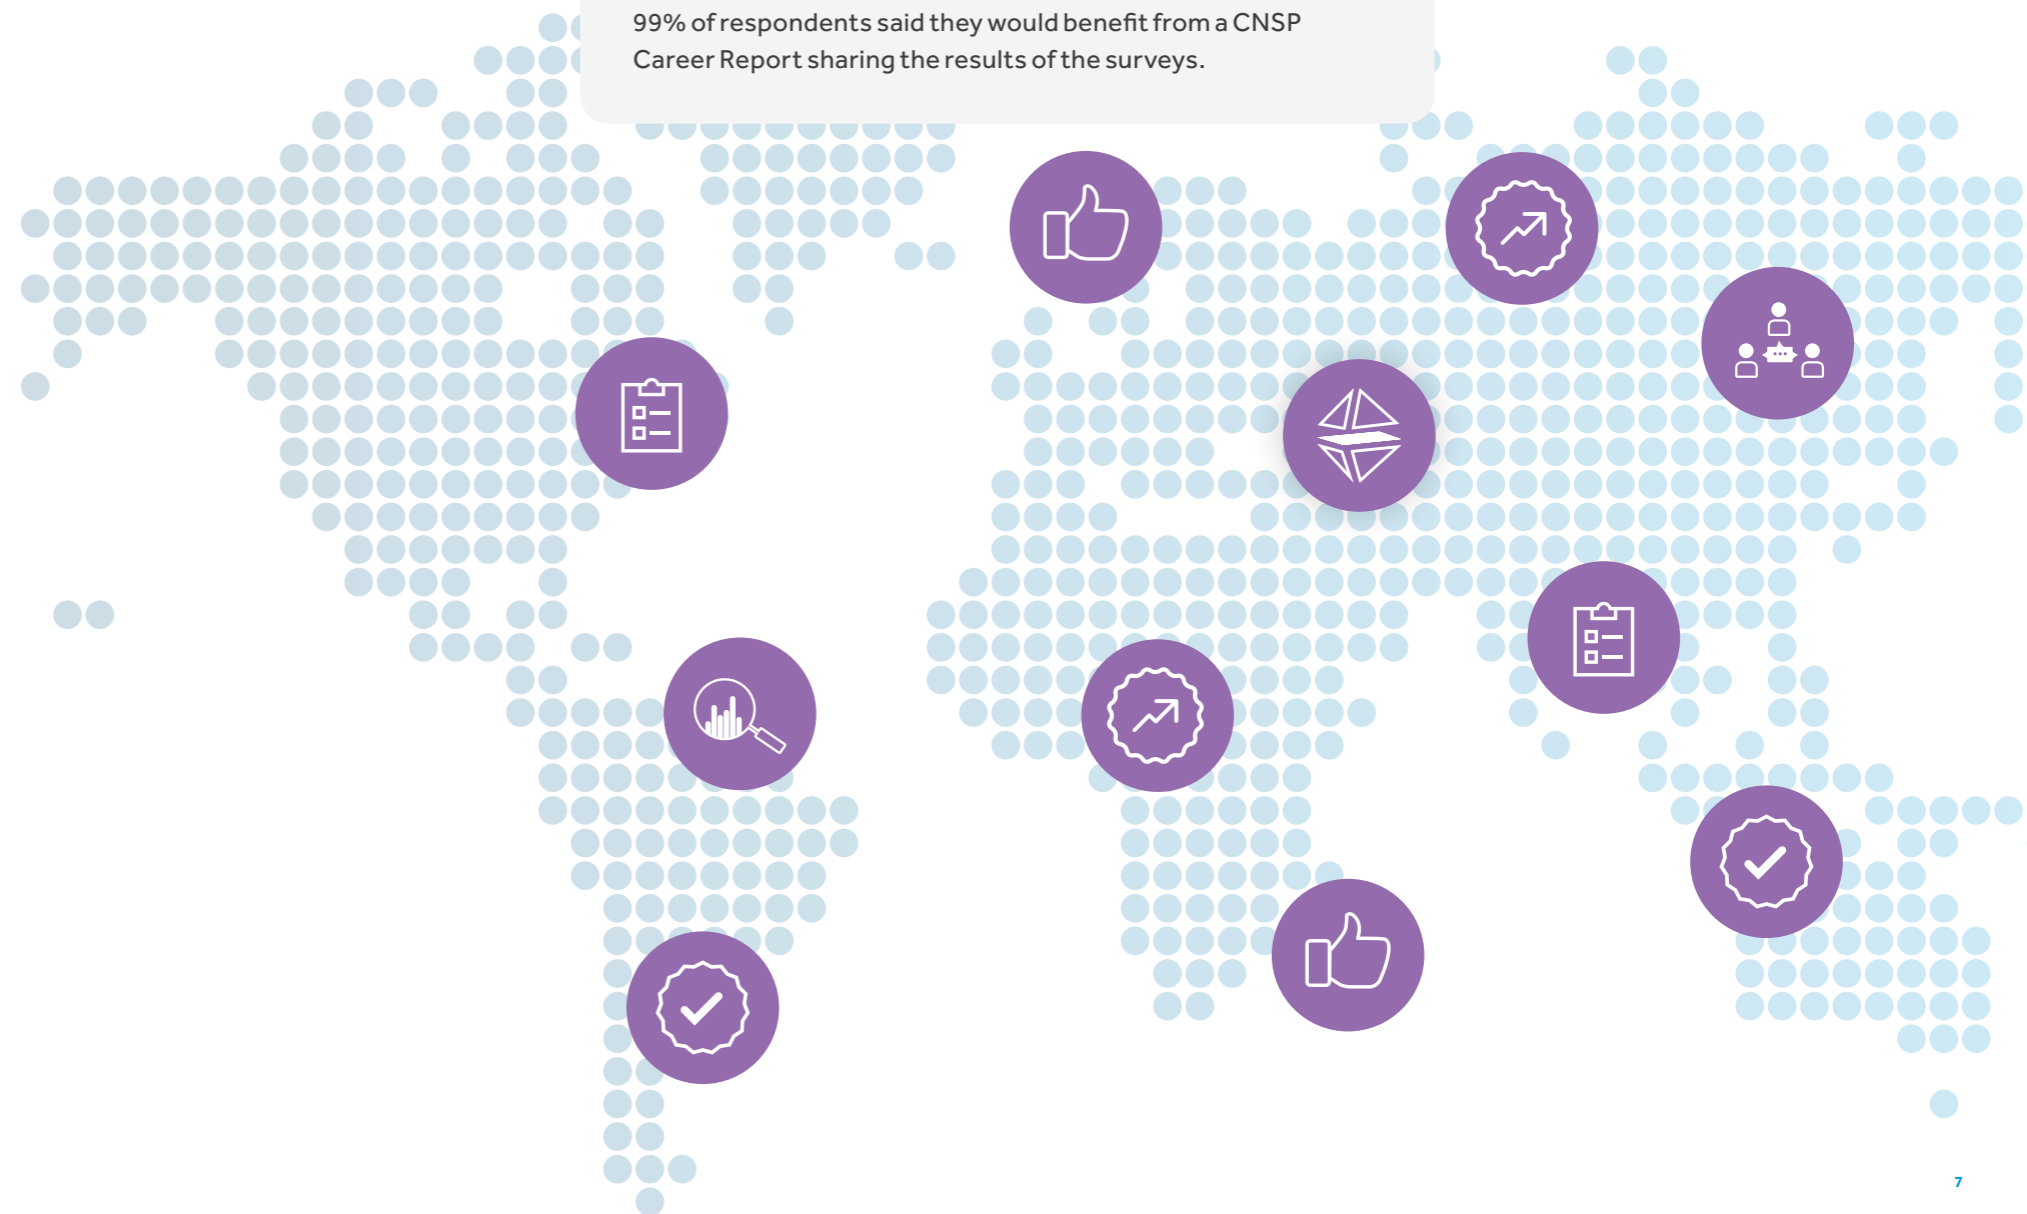 99% of respondents said they would benefit from a CNSP
Career Report sharing the results of the surveys.
7